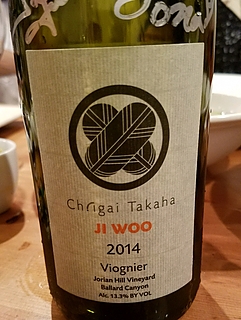 Chrigai Takaha
JI WOO
2014
Viognier
Jorian Hill Vineyard
Ballard Canyon
Alc 13.3% BY VOL